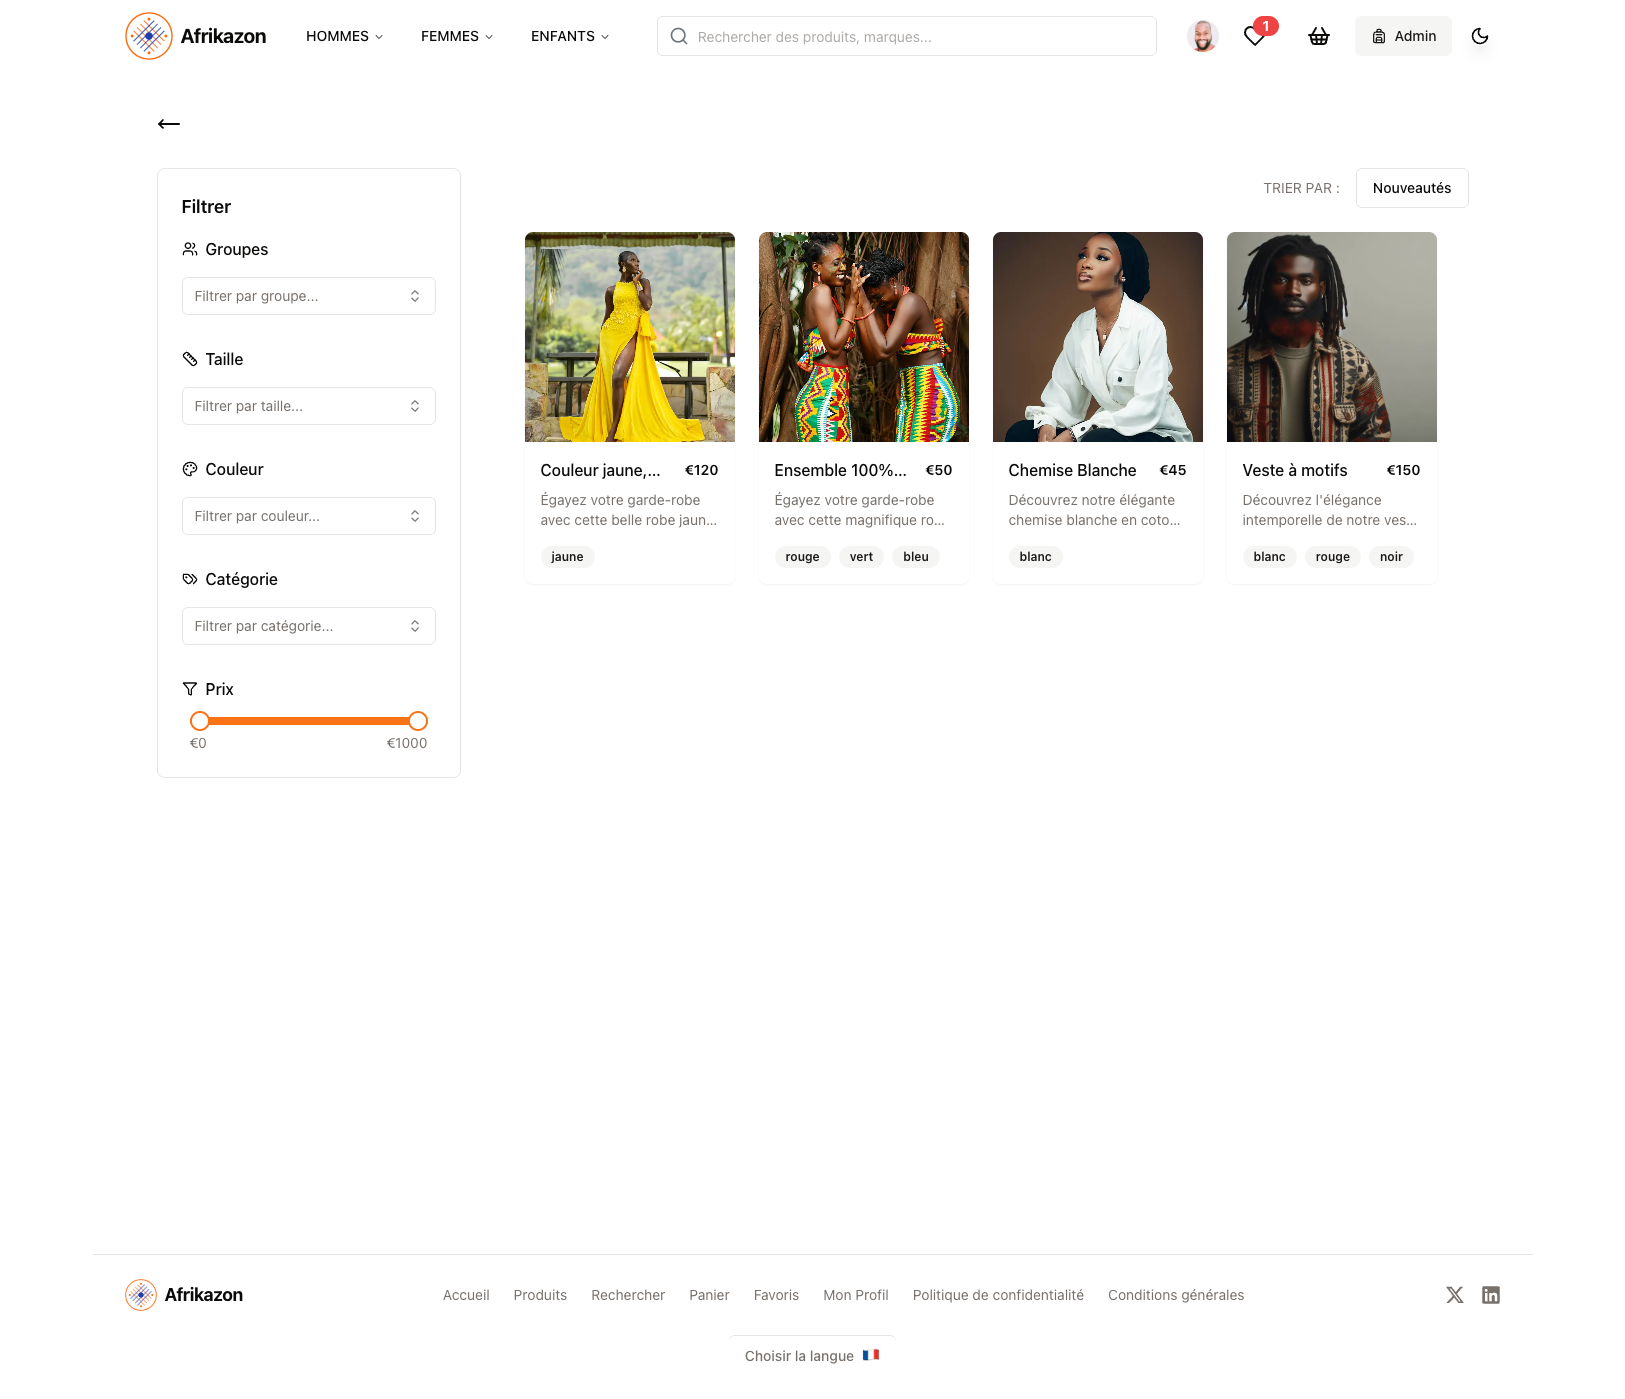 Afrikazon
HOMMES
FEMMES
ENFANTS
Rechercher des produits, marques...
1
Admin
Filtrer
Groupes
Filtrer par groupe...
Taille
Filtrer par taille...
Couleur
Filtrer par couleur...
Catégorie
Filtrer par catégorie...
Prix
€0 €1000
TRIER PAR :
Nouveautés
Couleur jaune,... €120
Égayez votre garde-robe
avec cette belle robe jaun...
jaune
Ensemble 100%... €50
Égayez votre garde-robe
avec cette magnifique ro...
rouge vert bleu
Chemise Blanche €45
Découvrez notre élégante
chemise blanche en coto...
blanc
Veste à motifs €150
Découvrez l'élégance
intemporelle de notre ves...
blanc rouge noir
Afrikazon
Accueil
Produits
Rechercher
Panier
Favoris
Mon Profil
Politique de confidentialité
Conditions générales
Choisir la langue